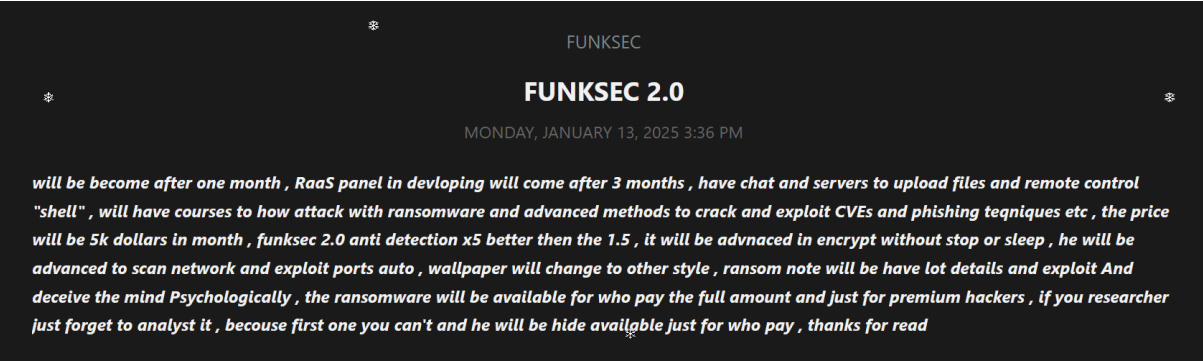 FUNKSEC
FUNKSEC 2.0
MONDAY, JANUARY 13, 2025 3:36 PM
will be become after one month , RaaS panel in devloping will come after 3 months , have chat and servers to upload files and remote control
"shell" , will have courses to how attack with ransomware and advanced methods to crack and exploit CVEs and phishing teqniques etc , the price
will be 5k dollars in month , funksec 2.0 anti detection x5 better then the 1.5 , it will be advnaced in encrypt without stop or sleep , he will be
advanced to scan network and exploit ports auto , wallpaper will change to other style , ransom note will be have lot details and exploit And
deceive the mind Psychologically , the ransomware will be available for who pay the full amount and just for premium hackers , if you researcher
just forget to analyst it , becouse first one you can't and he will be hide available just for who pay , thanks for read